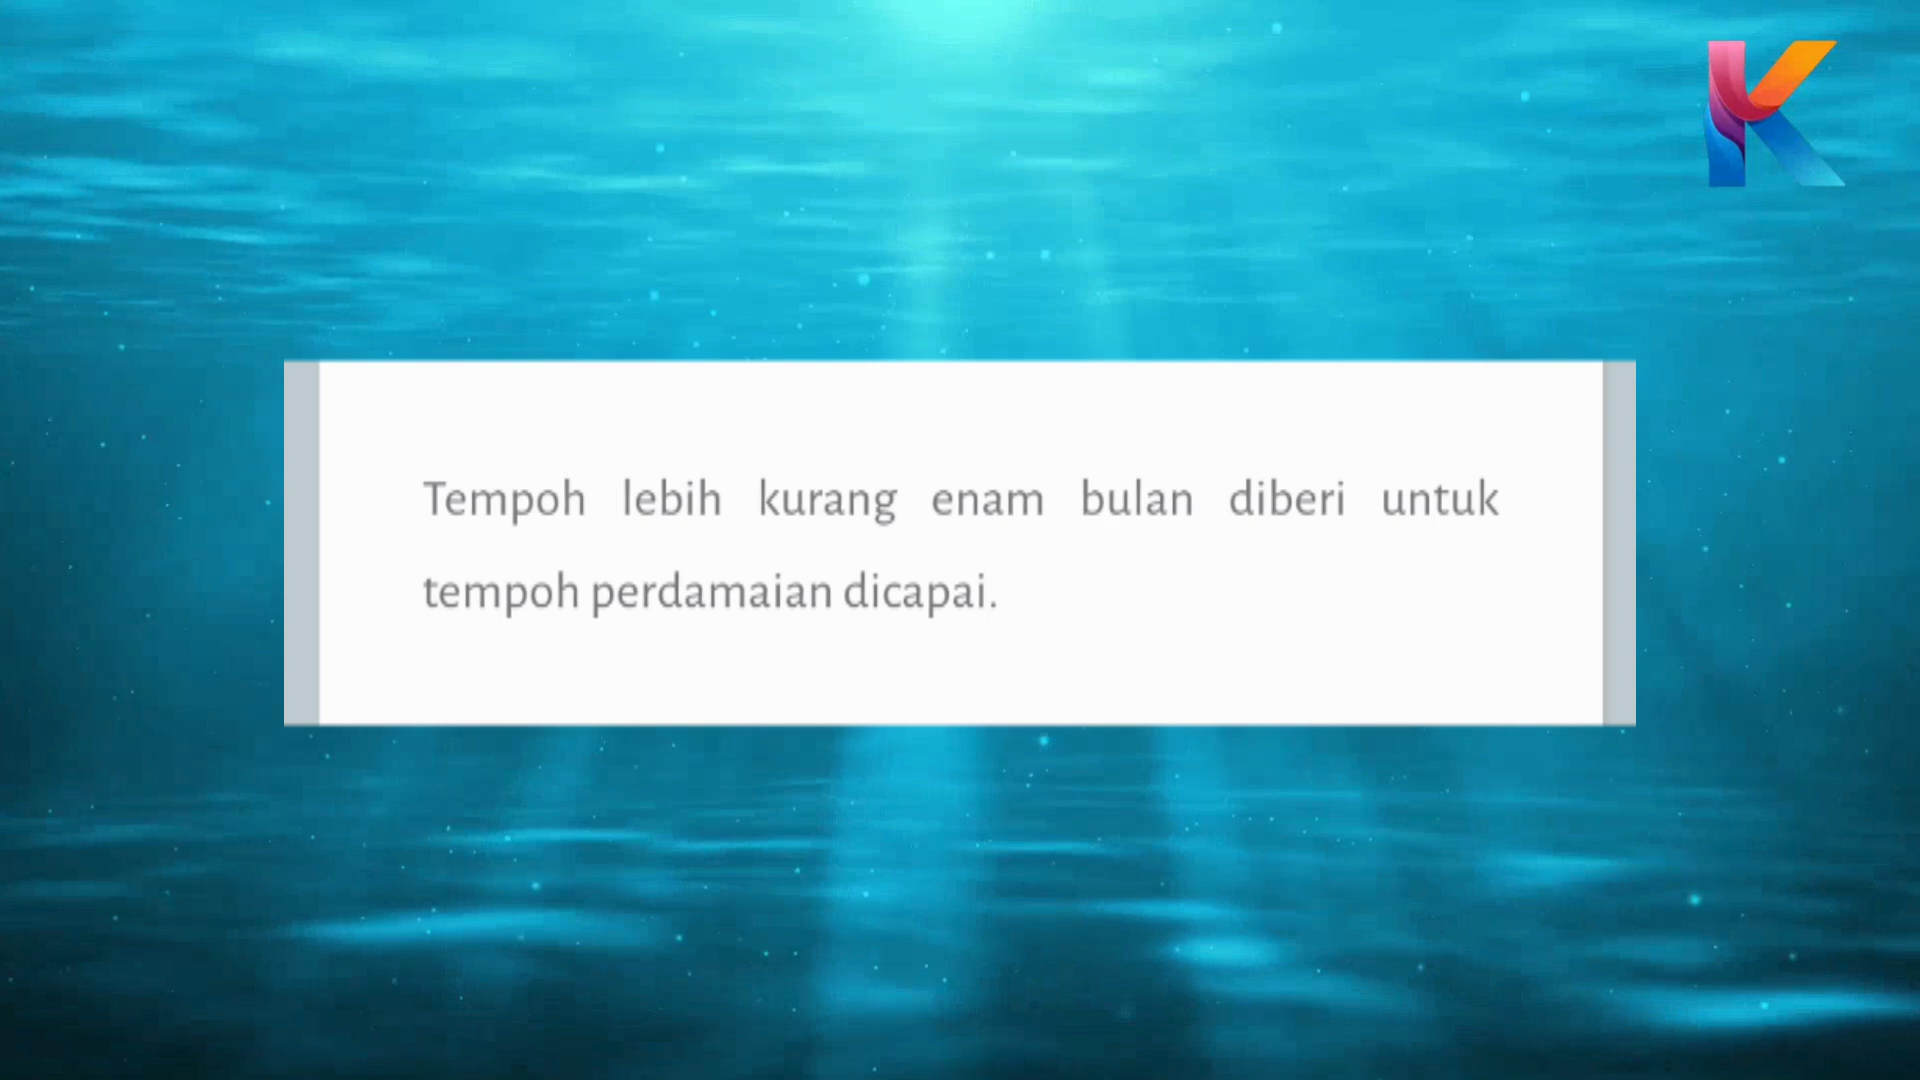 Tempoh lebih kurang enam bulan diberi untuk
tempoh perdamaian dicapai.